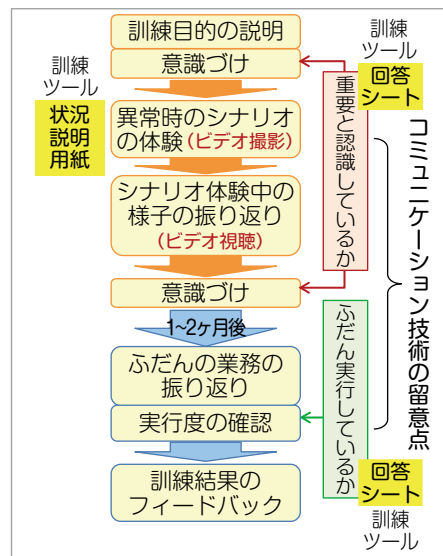 訓練目的の説明
意識づけ
訓練
ツール
状況
説明
用紙
異常時のシナリオ
の体験(ビデオ撮影)
シナリオ体験中の
様子の振り返り
(ビデオ視聴)
意識づけ
1~2ヶ月後
ふだんの業務の
振り返り
実行度の確認
訓練結果の
フィードバック
訓練
ツール
回答
シート
重要と認識しているか
コミュニケーション技術の留意点
ふだん実行しているか
回答
シート
訓練
ツール